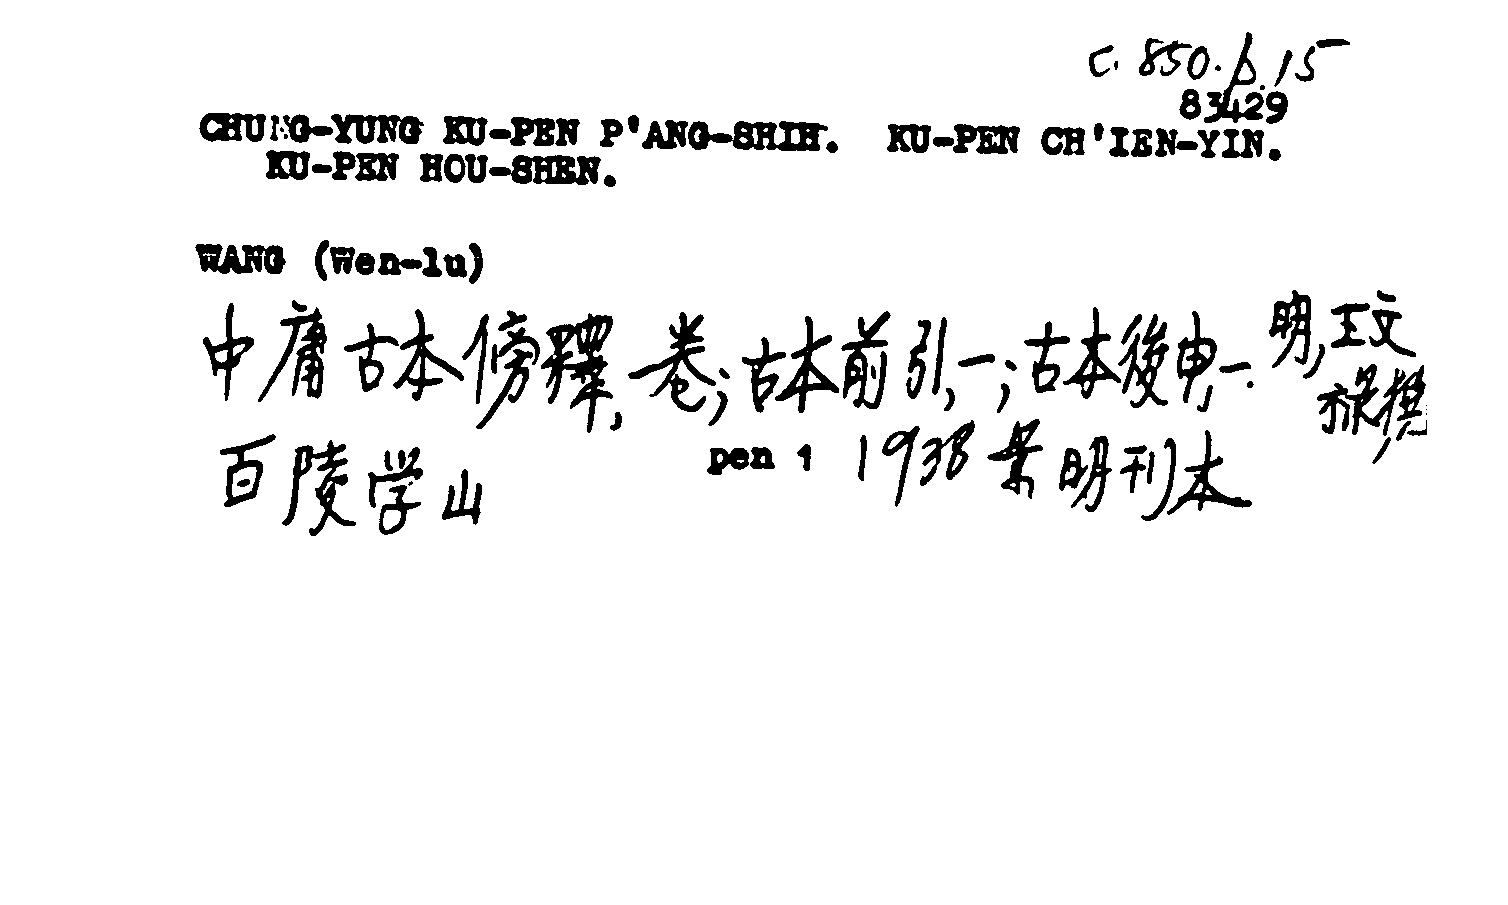 c. 850. b. 15
83429
CHUNG-YUNG KU-PEN P'ANG-SHIH. KU-PEN CH'IEN-YIN.
KU-PEN HOU-SHEN.
WANG (Wen-lu)
中庸古本傍釋, 一卷; 古本前引, 一; 古本後申, 一. 明, 王文
祿撰
百陵学山 pen 1 1938 景明刊本